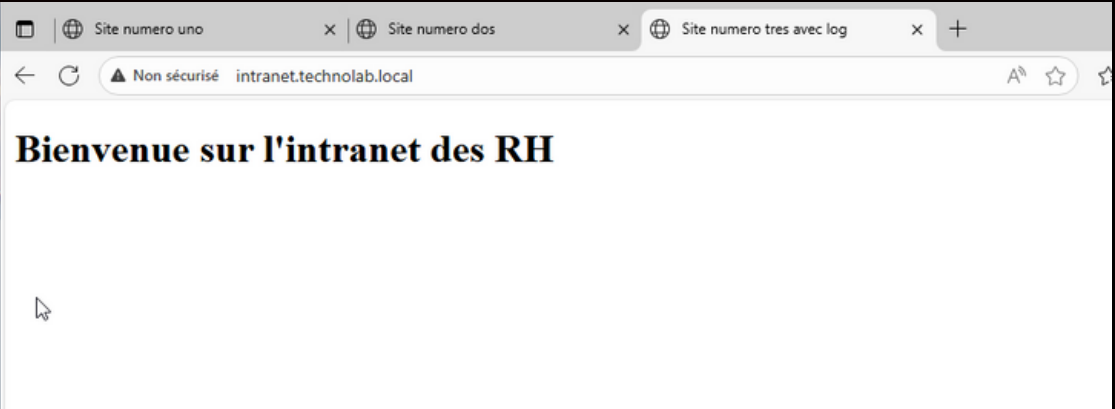 Site numero uno
Site numero dos
Site numero tres avec log
Non sécurisé intranet.technolab.local
Bienvenue sur l'intranet des RH